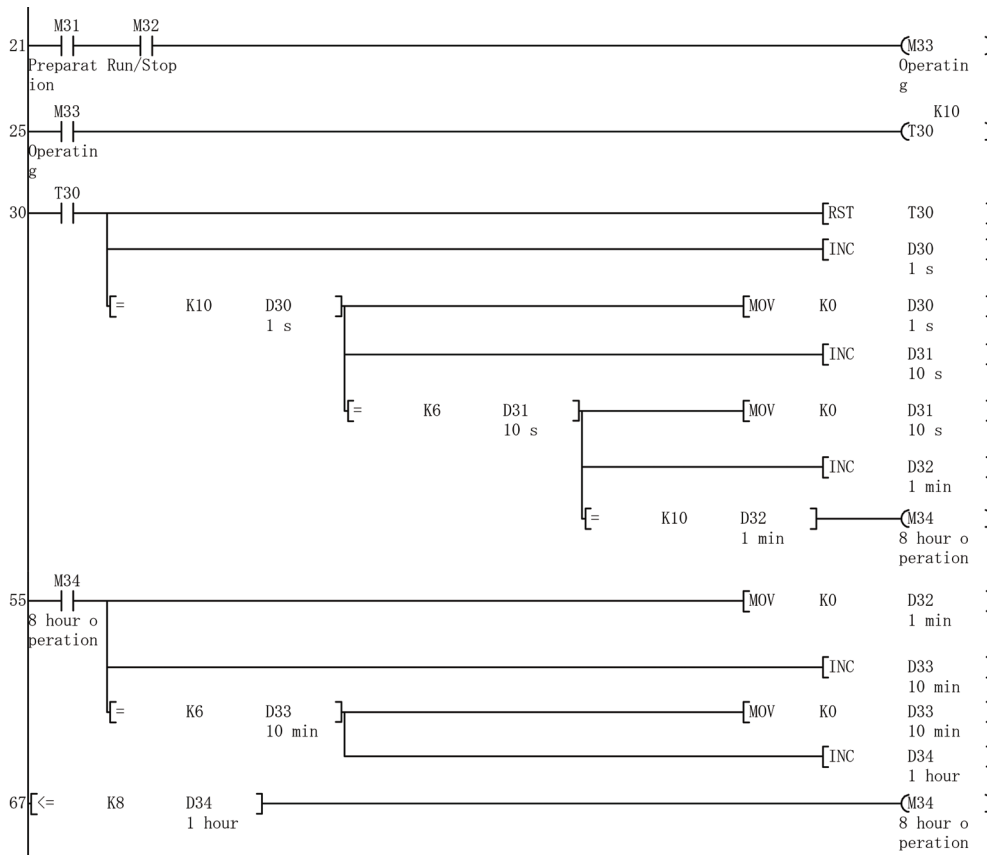 M31 M32
21 M33
Preparat Run/Stop Operatin
ion g
M33 K10
25 T30
Operatin
g
T30
30 RST T30
INC D30
1 s
= K10 D30 MOV K0 D30
1 s 1 s
INC D31
10 s
= K6 D31 MOV K0 D31
10 s 10 s
INC D32
1 min
= K10 D32 M34
1 min 8 hour o
peration
M34
55 MOV K0 D32
8 hour o 1 min
peration
INC D33
10 min
= K6 D33 MOV K0 D33
10 min 10 min
INC D34
1 hour
67 <= K8 D34 M34
1 hour 8 hour o
peration